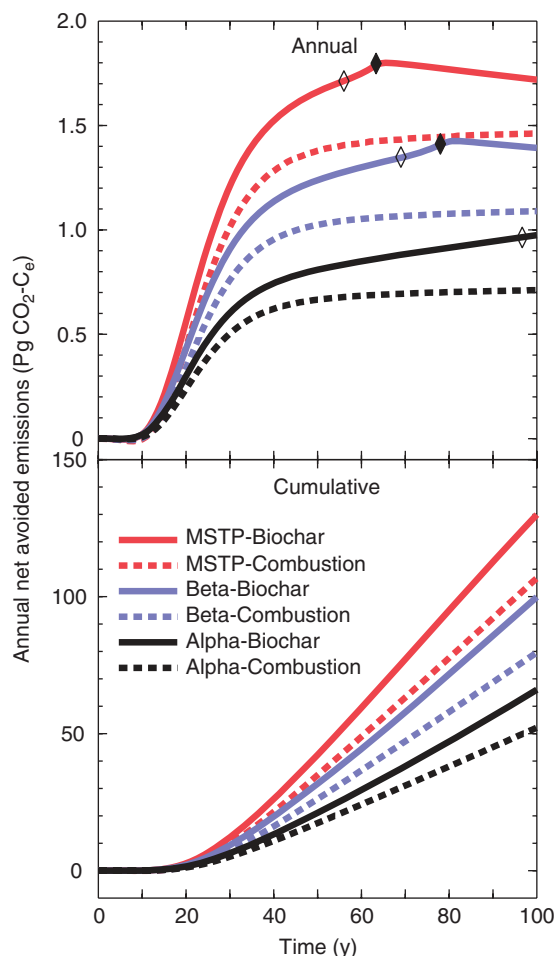 Annual net avoided emissions (Pg CO₂-Cₑ)
2.0
Annual
1.5
1.0
0.5
0
150
Cumulative
MSTP-Biochar
MSTP-Combustion
Beta-Biochar
100
Beta-Combustion
Alpha-Biochar
Alpha-Combustion
50
0
0 20 40 60 80 100
Time (y)